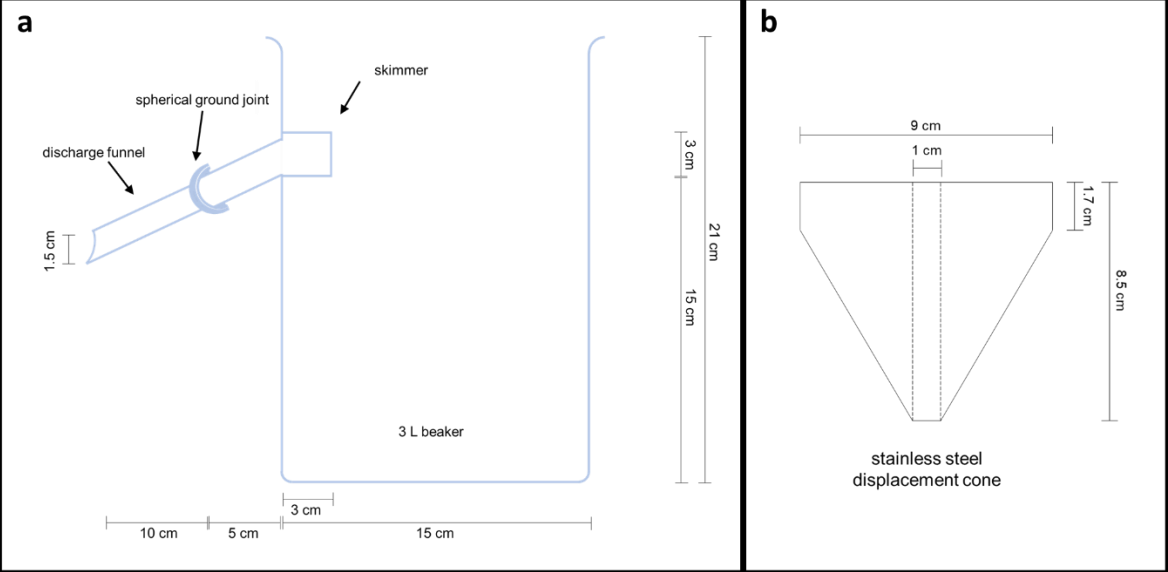 a
skimmer
spherical ground joint
discharge funnel
1.5 cm
3 cm
21 cm
15 cm
3 L beaker
3 cm
10 cm
5 cm
15 cm
b
9 cm
1 cm
1.7 cm
8.5 cm
stainless steel
displacement cone